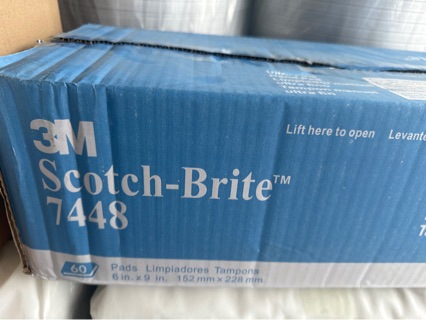 3M
Scotch-Brite™
7448
Lift here to open Levante
60
Pads Limpiadores Tampons
6 in. x 9 in. 152 mm x 228 mm